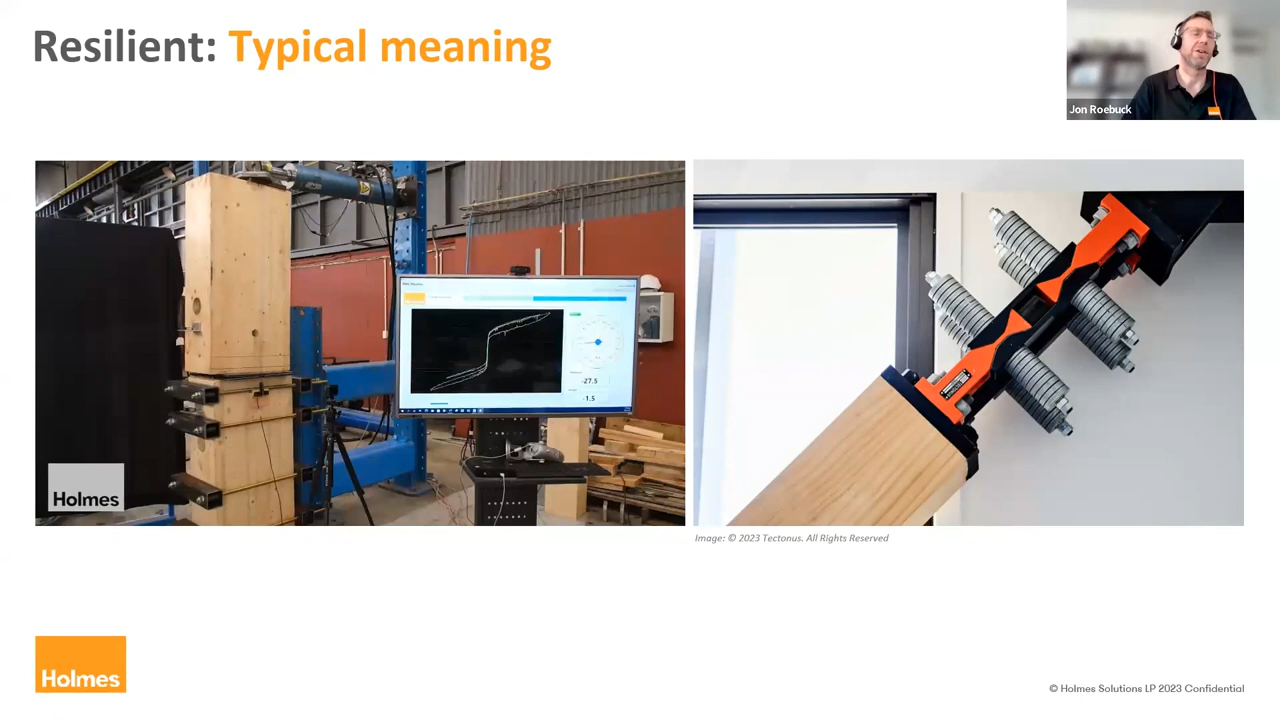 Resilient: Typical meaning
Jon Roebuck
-27.5
-1.5
Holmes
Image: © 2023 Tectonus. All Rights Reserved
Holmes
© Holmes Solutions LP 2023 Confidential